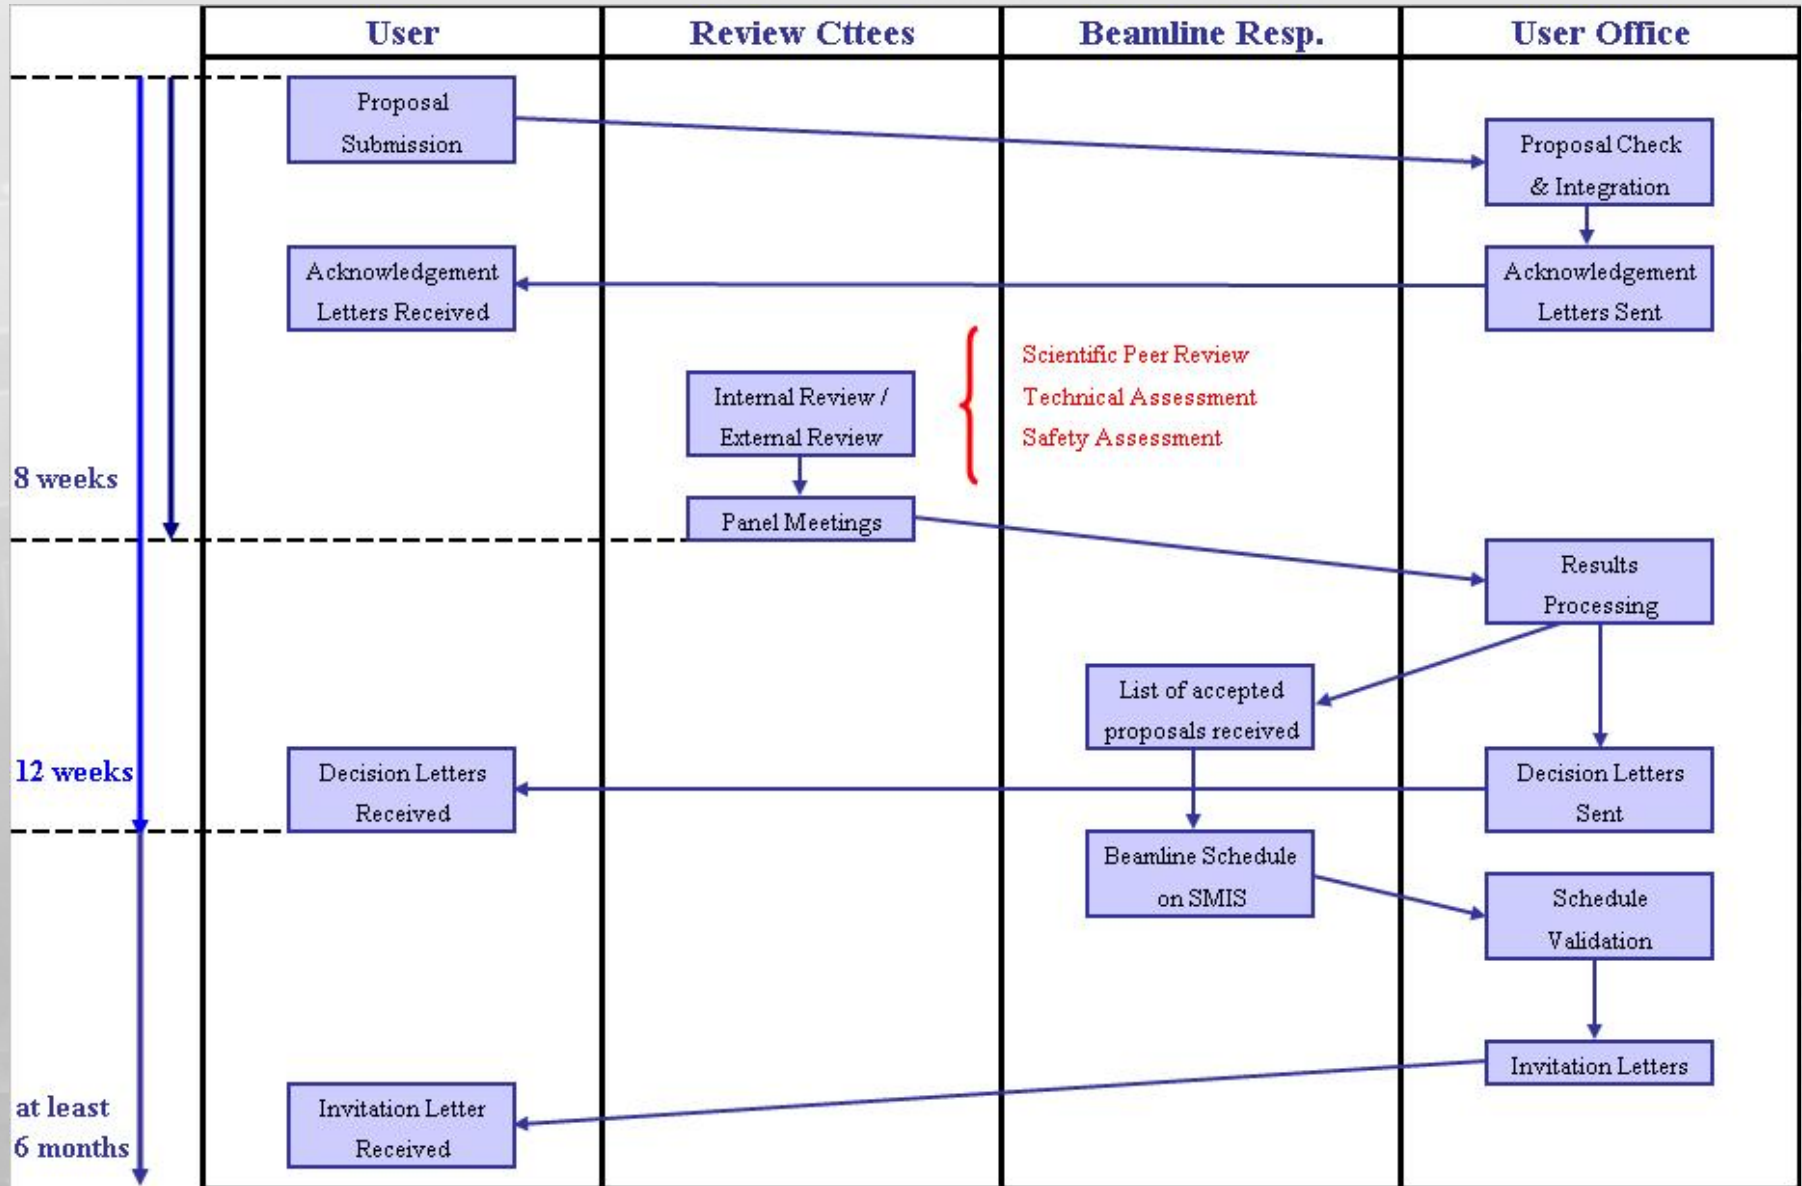 User
Review Cttees
Beamline Resp.
User Office
Proposal
Submission
Proposal Check
& Integration
Acknowledgement
Letters Received
Acknowledgement
Letters Sent
Scientific Peer Review
Technical Assessment
Safety Assessment
Internal Review /
External Review
8 weeks
Panel Meetings
Results
Processing
List of accepted
proposals received
12 weeks
Decision Letters
Received
Decision Letters
Sent
Beamline Schedule
on SMIS
Schedule
Validation
Invitation Letters
at least
6 months
Invitation Letter
Received